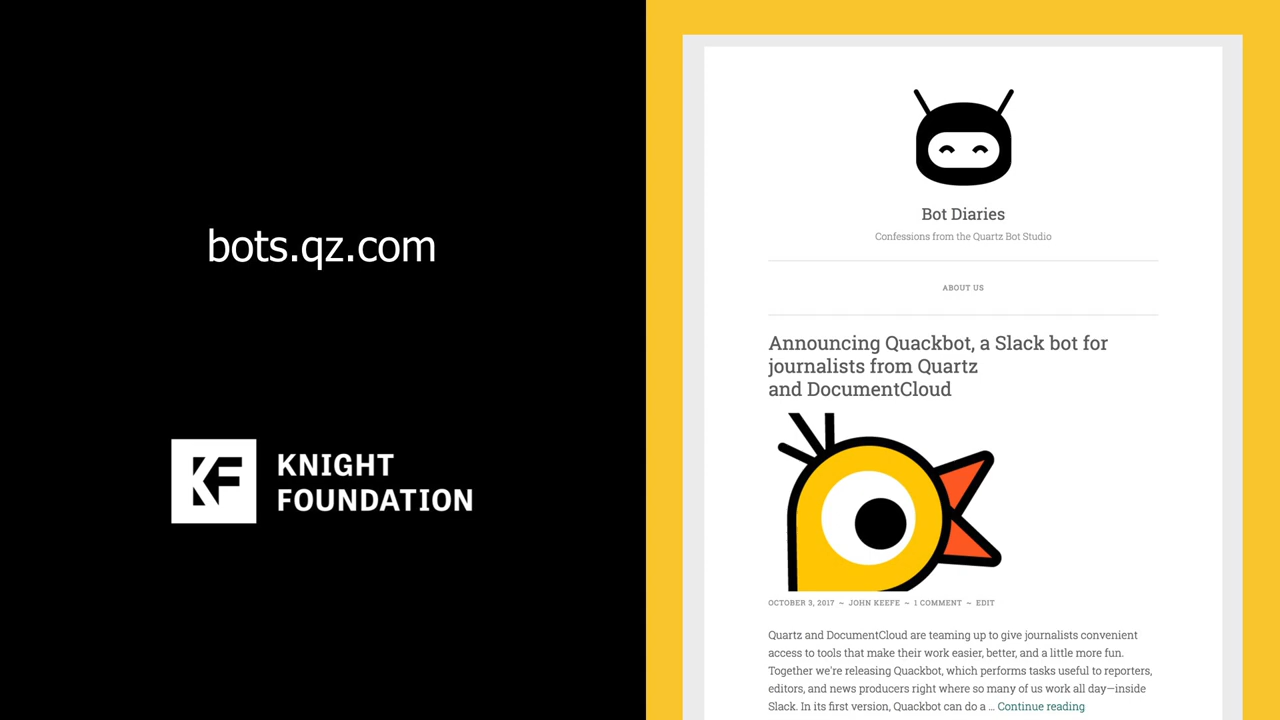 bots.qz.com
KF
KNIGHT
FOUNDATION
Bot Diaries
Confessions from the Quartz Bot Studio
ABOUT US
Announcing Quackbot, a Slack bot for
journalists from Quartz
and DocumentCloud
OCTOBER 3, 2017 ~ JOHN KEEFE ~ 1 COMMENT ~ EDIT
Quartz and DocumentCloud are teaming up to give journalists convenient
access to tools that make their work easier, better, and a little more fun.
Together we're releasing Quackbot, which performs tasks useful to reporters,
editors, and news producers right where so many of us work all day—inside
Slack. In its first version, Quackbot can do a … Continue reading